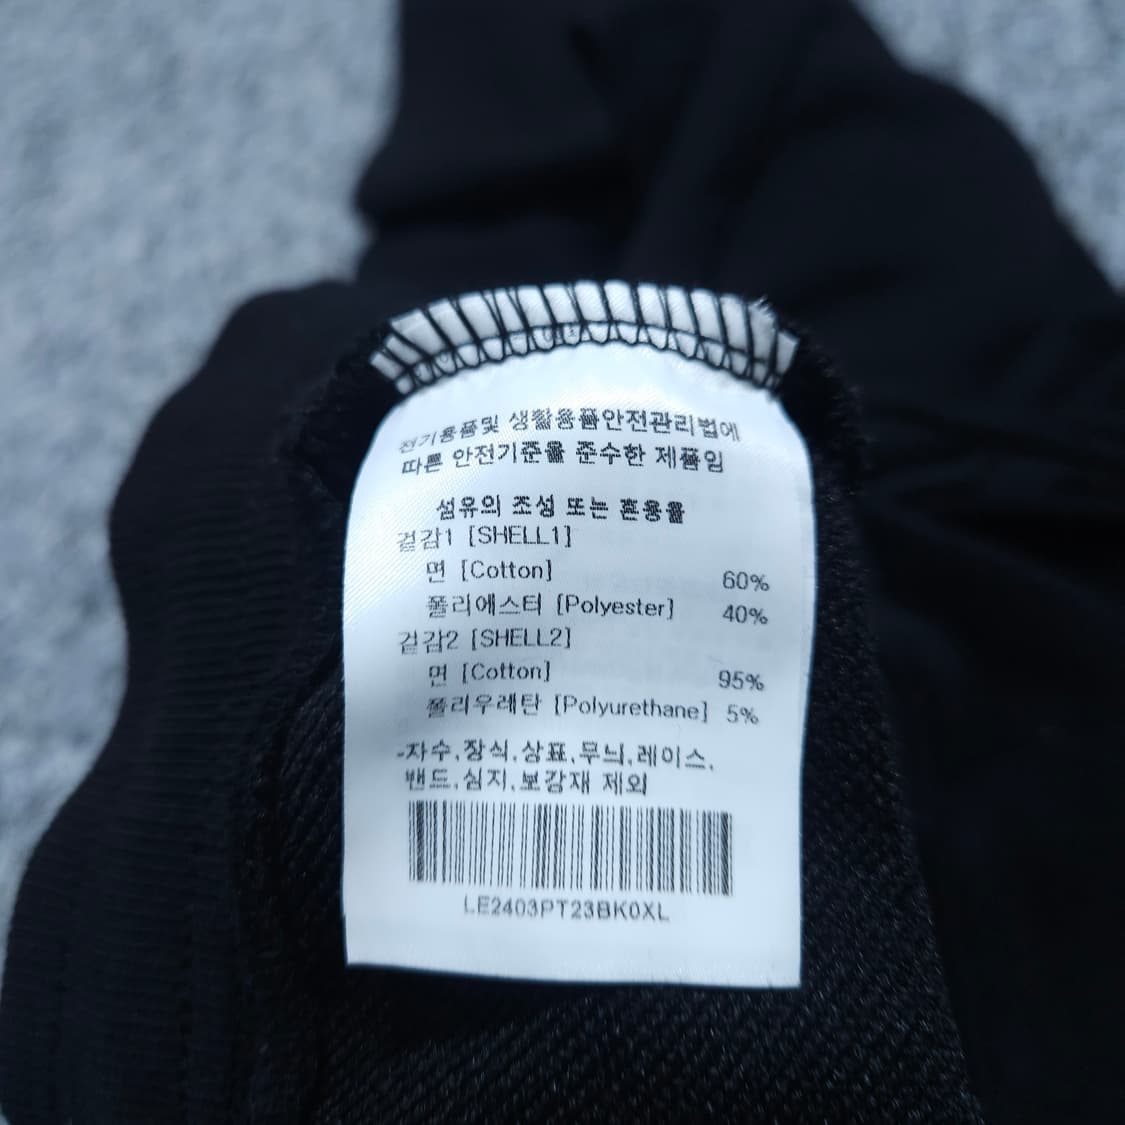 전기용품및 생활용품안전관리법에
따른 안전기준을 준수한 제품임
섬유의 조성 또는 혼용율
겉감1 [SHELL1]
면 [Cotton] 60%
폴리에스터 [Polyester] 40%
겉감2 [SHELL2]
면 [Cotton] 95%
폴리우레탄 [Polyurethane] 5%
-자수,장식,상표,무늬,레이스,
밴드,심지,보강재 제외
LE2403PT23BK0XL